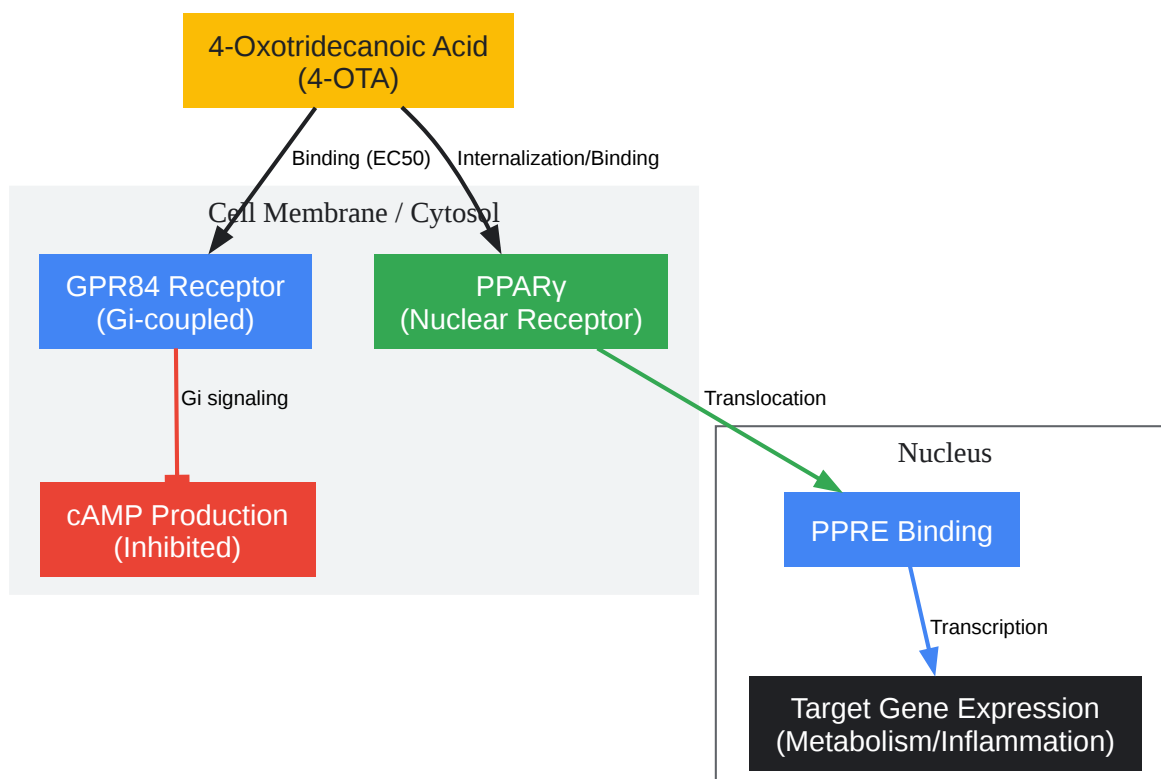 4-Oxotridecanoic Acid
(4-OTA)
Binding (EC50)
Internalization/Binding
Cell Membrane / Cytosol
GPR84 Receptor
(Gi-coupled)
PPARγ
(Nuclear Receptor)
Gi signaling
Translocation
Nucleus
cAMP Production
(Inhibited)
PPRE Binding
Transcription
Target Gene Expression
(Metabolism/Inflammation)